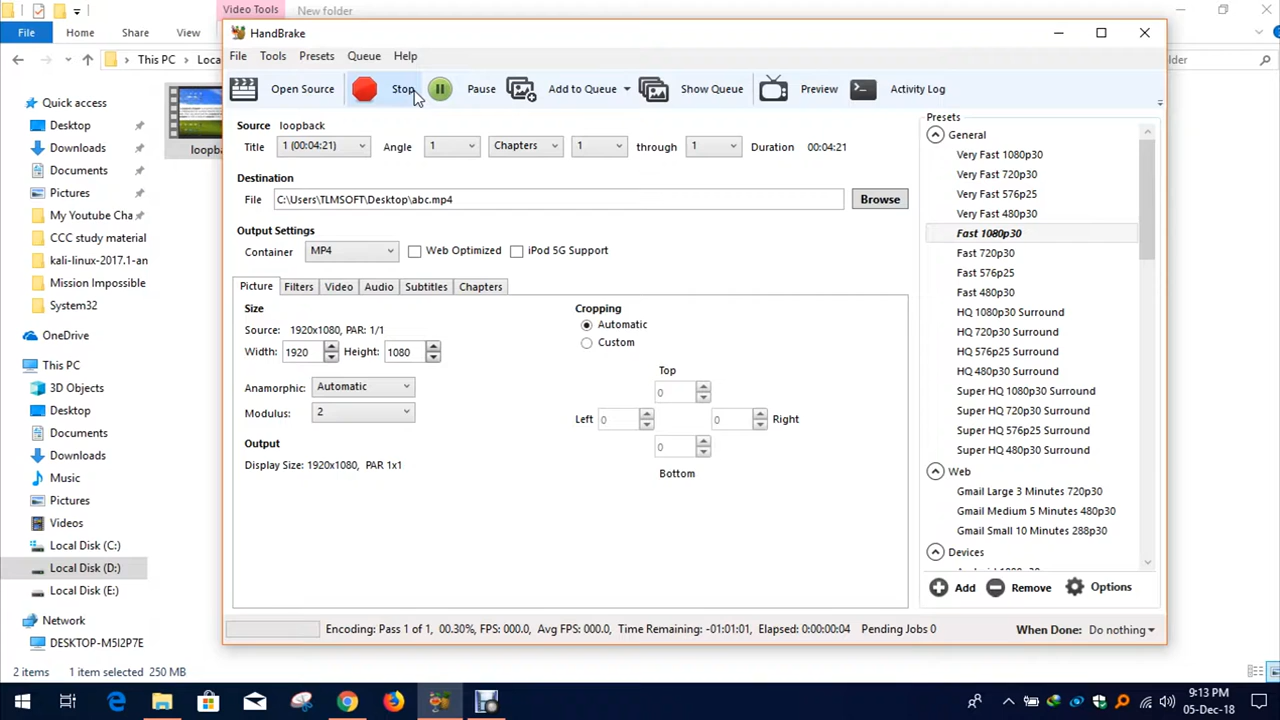 Video Tools New folder
File Home Share View
This PC Loca
lder
Quick access
Desktop
Downloads
Documents
Pictures
My Youtube Cha
CCC study material
kali-linux-2017.1-an
Mission Impossible
System32
OneDrive
This PC
3D Objects
Desktop
Documents
Downloads
Music
Pictures
Videos
Local Disk (C:)
Local Disk (D:)
Local Disk (E:)
Network
DESKTOP-M5I2P7E
2 items 1 item selected 250 MB
loopba
HandBrake
File Tools Presets Queue Help
Open Source Stop Pause Add to Queue Show Queue Preview Activity Log
Source loopback
Title 1 (00:04:21) Angle 1 Chapters 1 through 1 Duration 00:04:21
Destination
File C:\Users\TLMSOFT\Desktop\abc.mp4 Browse
Output Settings
Container MP4 Web Optimized iPod 5G Support
Picture Filters Video Audio Subtitles Chapters
Size
Source: 1920x1080, PAR: 1/1
Width: 1920 Height: 1080
Anamorphic: Automatic
Modulus: 2
Output
Display Size: 1920x1080, PAR 1x1
Cropping
Automatic
Custom
Top
0
Left 0 0 Right
0
Bottom
Presets
General
Very Fast 1080p30
Very Fast 720p30
Very Fast 576p25
Very Fast 480p30
Fast 1080p30
Fast 720p30
Fast 576p25
Fast 480p30
HQ 1080p30 Surround
HQ 720p30 Surround
HQ 576p25 Surround
HQ 480p30 Surround
Super HQ 1080p30 Surround
Super HQ 720p30 Surround
Super HQ 576p25 Surround
Super HQ 480p30 Surround
Web
Gmail Large 3 Minutes 720p30
Gmail Medium 5 Minutes 480p30
Gmail Small 10 Minutes 288p30
Devices
Add Remove Options
Encoding: Pass 1 of 1, 00.30%, FPS: 000.0, Avg FPS: 000.0, Time Remaining: -01:01:01, Elapsed: 0:00:00:04 Pending Jobs 0 When Done: Do nothing
9:13 PM
05-Dec-18